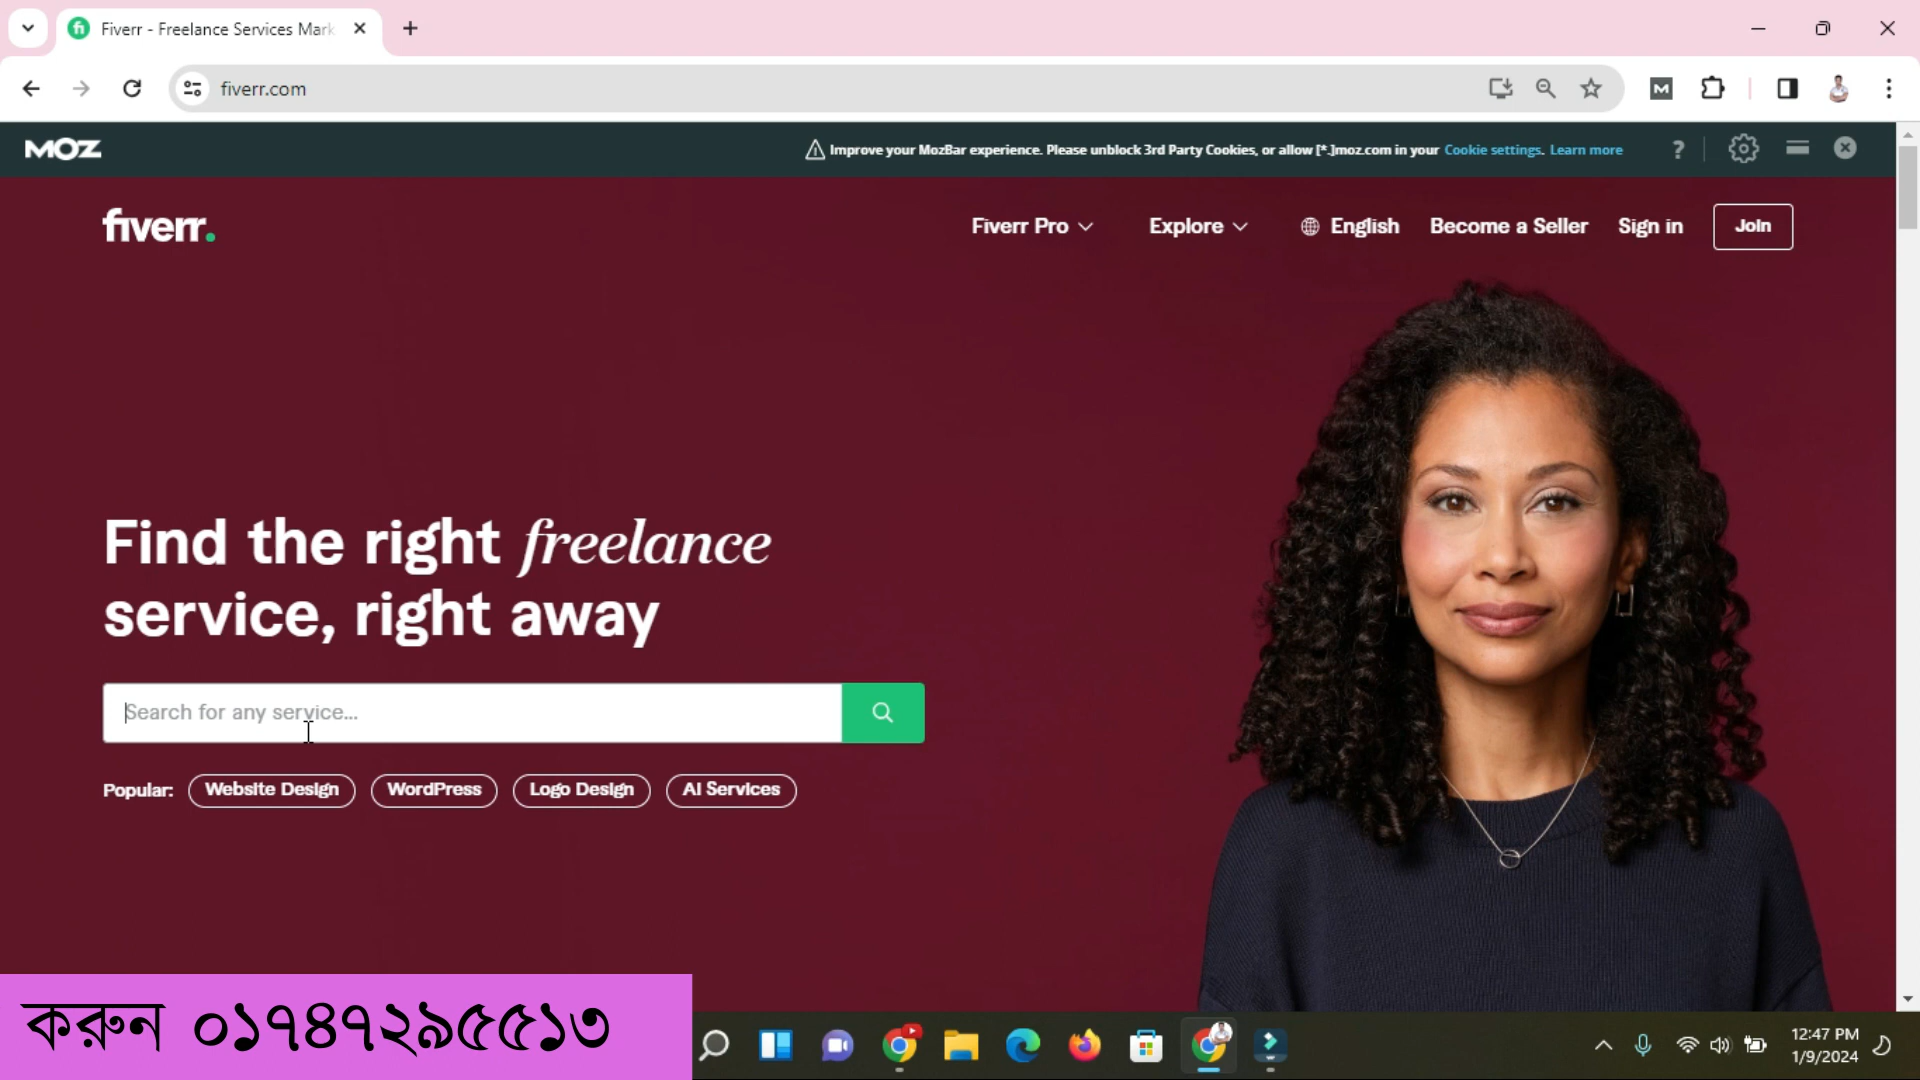 Fiverr - Freelance Services Mark
fiverr.com
MOZ
Improve your MozBar experience. Please unblock 3rd Party Cookies, or allow [*.]moz.com in your Cookie settings. Learn more
?
fiverr.
Fiverr Pro
Explore
English
Become a Seller
Sign in
Join
Find the right freelance
service, right away
Search for any service...
Popular:
Website Design
WordPress
Logo Design
AI Services
করুন ০১৭৪৭২৯৫৫১৩
12:47 PM
1/9/2024